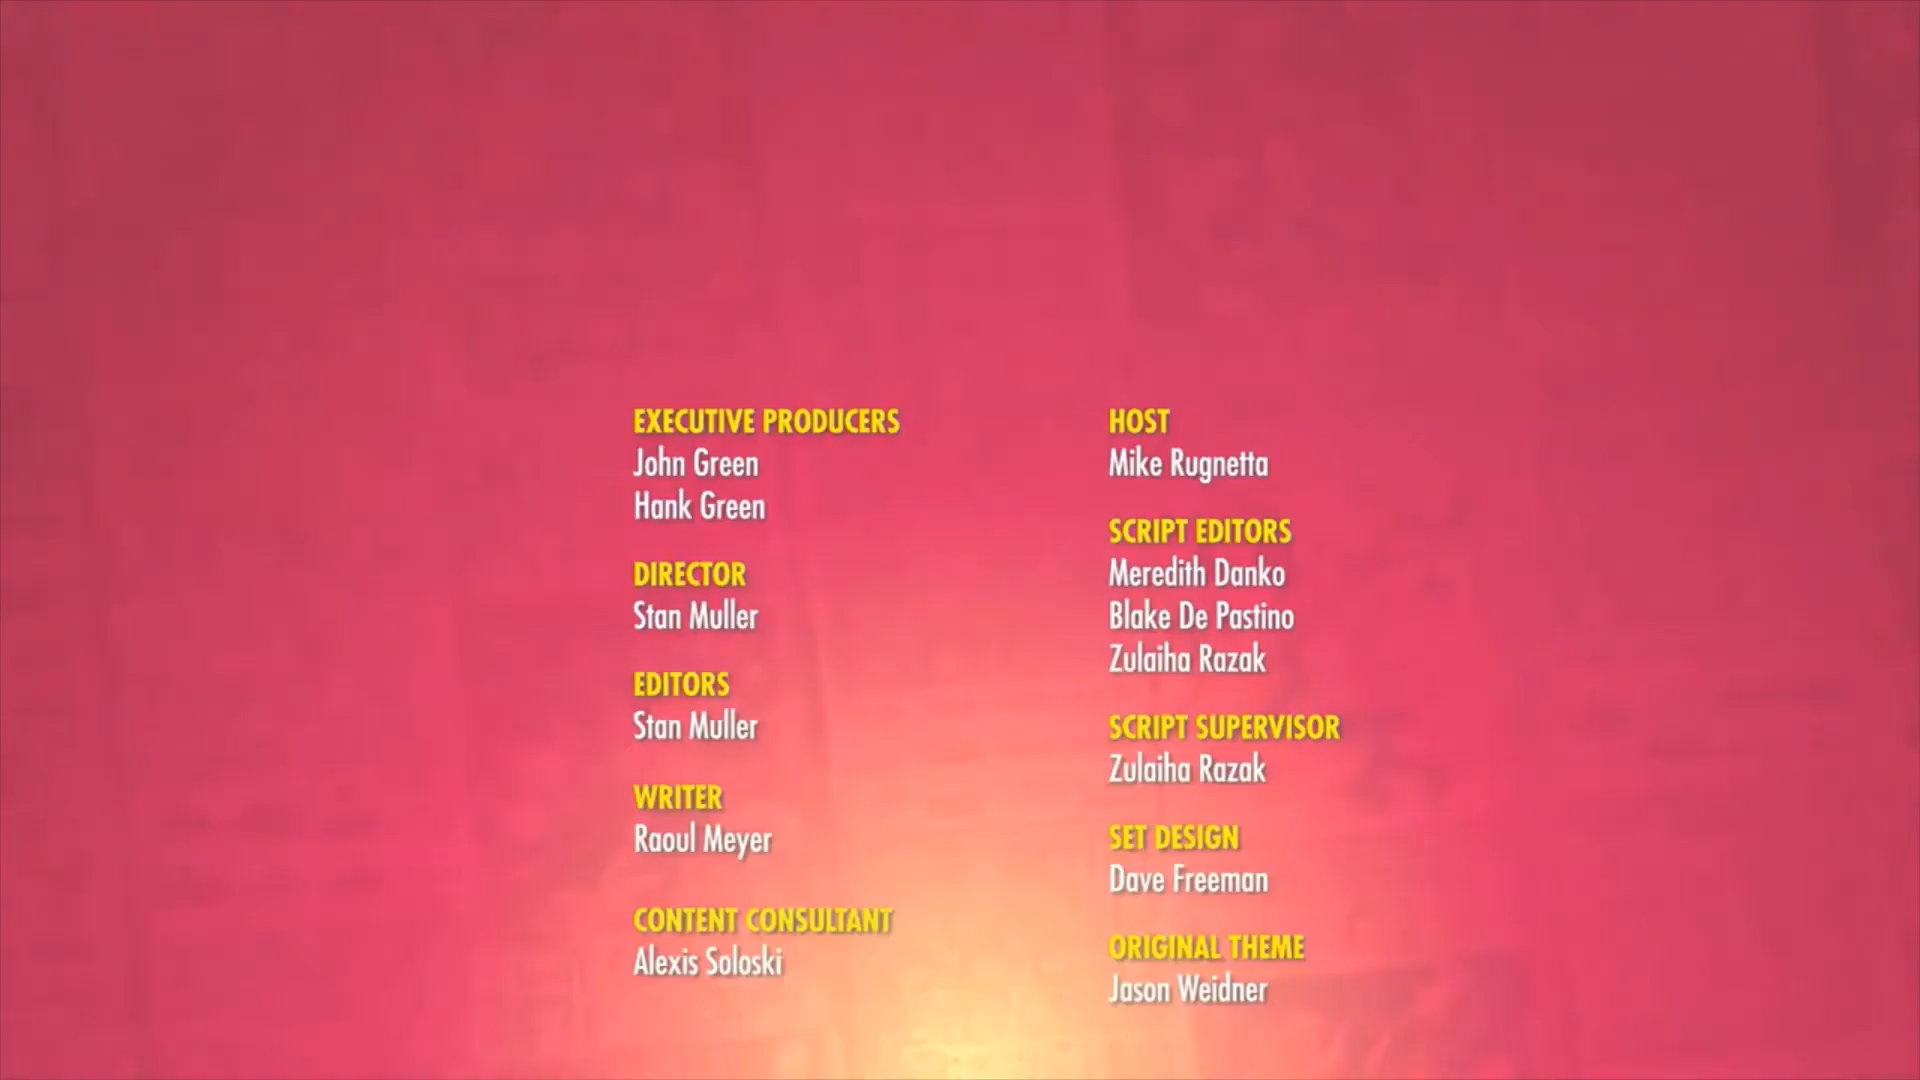 EXECUTIVE PRODUCERS
John Green
Hank Green
DIRECTOR
Stan Muller
EDITORS
Stan Muller
WRITER
Raoul Meyer
CONTENT CONSULTANT
Alexis Soloski
HOST
Mike Rugnetta
SCRIPT EDITORS
Meredith Danko
Blake De Pastino
Zulaiha Razak
SCRIPT SUPERVISOR
Zulaiha Razak
SET DESIGN
Dave Freeman
ORIGINAL THEME
Jason Weidner